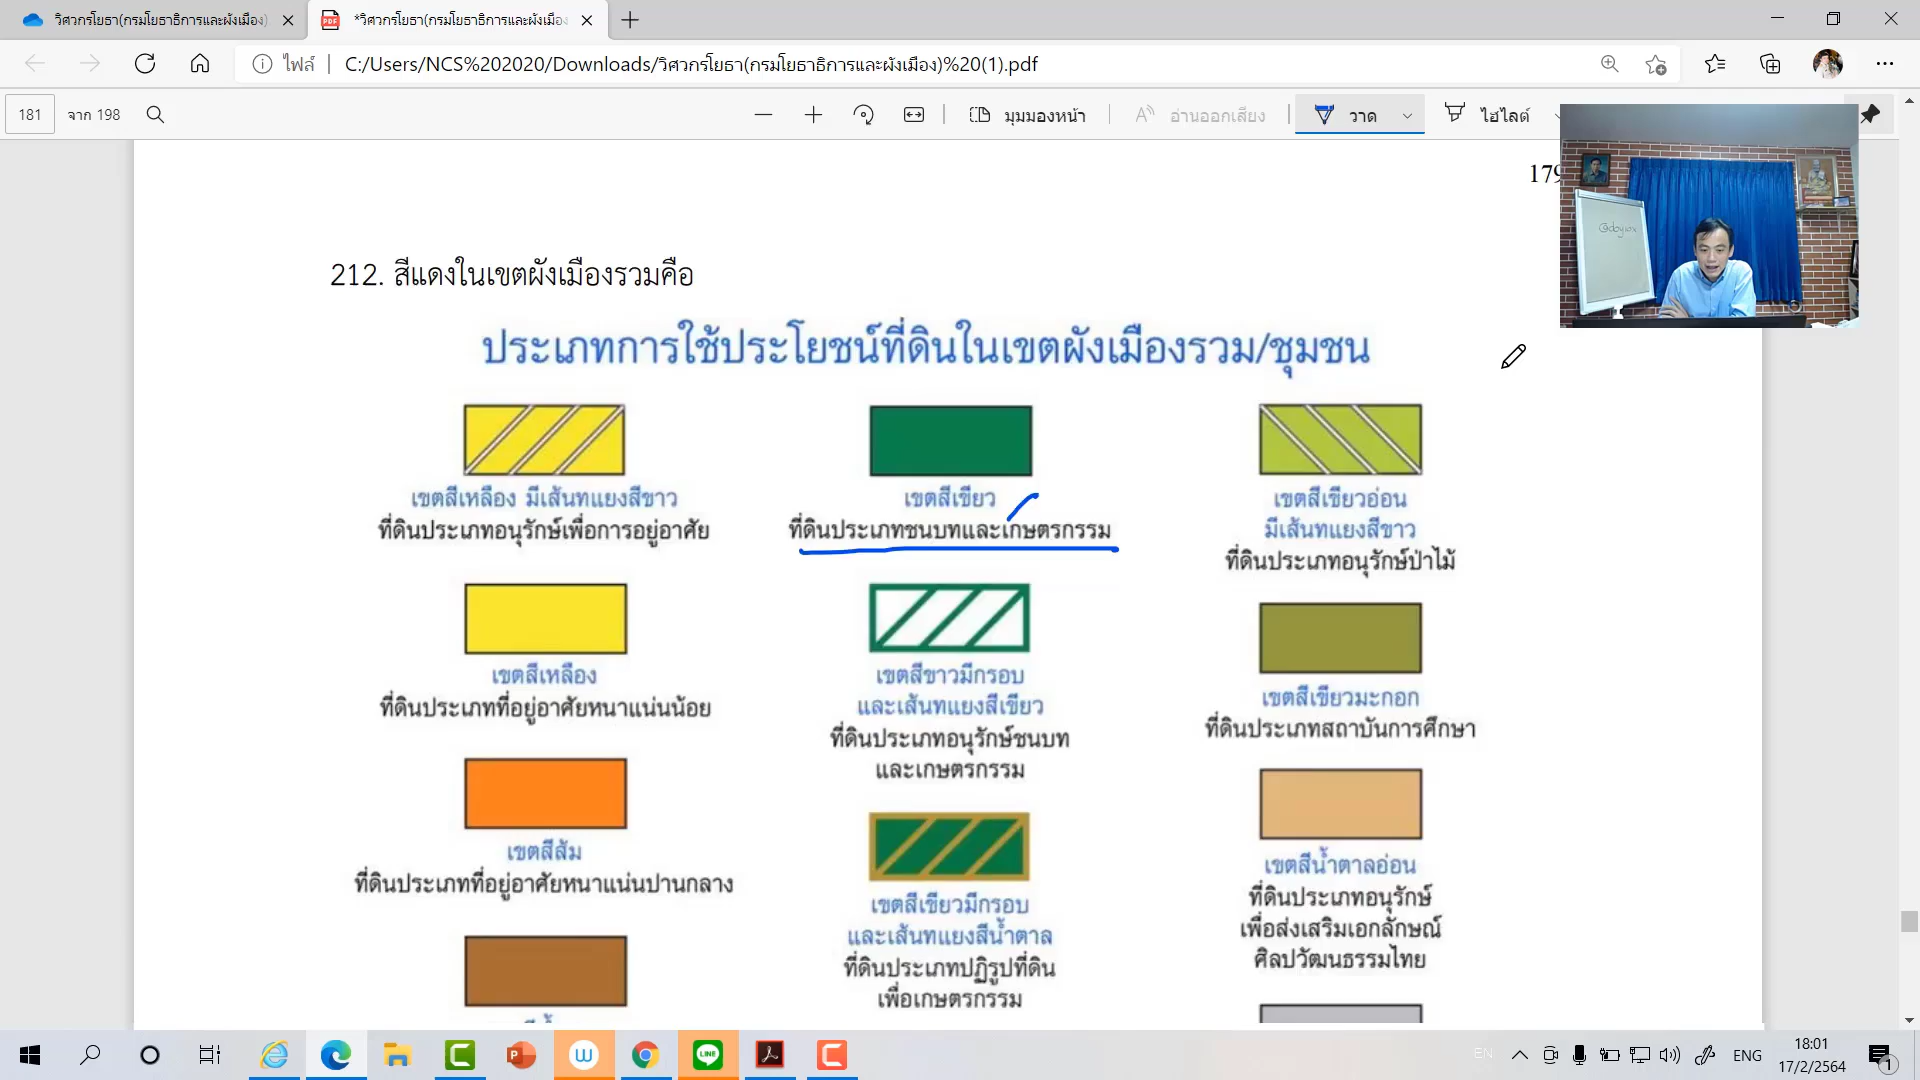 วิศวกรโยธา(กรมโยธาธิการและผังเมือง)
*วิศวกรโยธา(กรมโยธาธิการและผังเมือง
ไฟล์
C:/Users/NCS%202020/Downloads/วิศวกรโยธา(กรมโยธาธิการและผังเมือง)%20(1).pdf
181 จาก 198
มุมมองหน้า
อ่านออกเสียง
วาด
ไฮไลต์
179
212. สีแดงในเขตผังเมืองรวมคือ
ประเภทการใช้ประโยชน์ที่ดินในเขตผังเมืองรวม/ชุมชน
เขตสีเหลือง มีเส้นทแยงสีขาว
ที่ดินประเภทอนุรักษ์เพื่อการอยู่อาศัย
เขตสีเหลือง
ที่ดินประเภทที่อยู่อาศัยหนาแน่นน้อย
เขตสีส้ม
ที่ดินประเภทที่อยู่อาศัยหนาแน่นปานกลาง
เขตสีเขียว
ที่ดินประเภทชนบทและเกษตรกรรม
เขตสีขาวมีกรอบ
และเส้นทแยงสีเขียว
ที่ดินประเภทอนุรักษ์ชนบท
และเกษตรกรรม
เขตสีเขียวมีกรอบ
และเส้นทแยงสีน้ำตาล
ที่ดินประเภทปฏิรูปที่ดิน
เพื่อเกษตรกรรม
เขตสีเขียวอ่อน
มีเส้นทแยงสีขาว
ที่ดินประเภทอนุรักษ์ป่าไม้
เขตสีเขียวมะกอก
ที่ดินประเภทสถาบันการศึกษา
เขตสีน้ำตาลอ่อน
ที่ดินประเภทอนุรักษ์
เพื่อส่งเสริมเอกลักษณ์
ศิลปวัฒนธรรมไทย
EN
ENG
18:01
17/2/2564
1
LINE